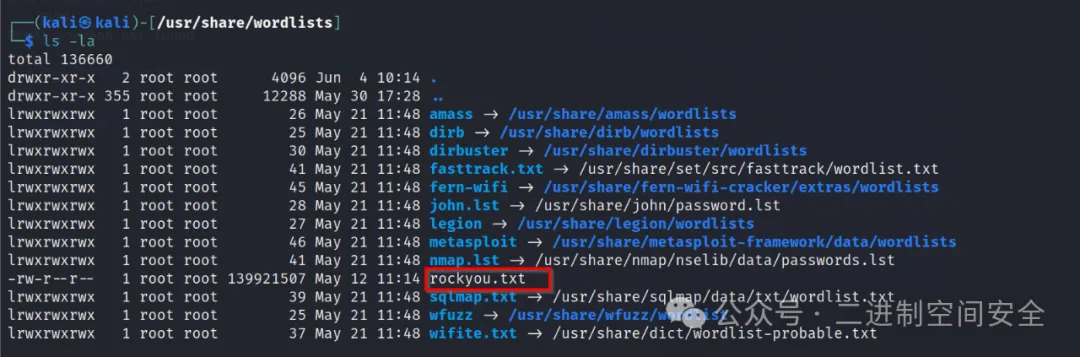 ┌──(kali㉿kali)-[/usr/share/wordlists]
└─$ ls -la
total 136660
drwxr-xr-x   2 root root      4096 Jun  4 10:14 .
drwxr-xr-x 355 root root     12288 May 30 17:28 ..
lrwxrwxrwx   1 root root        26 May 21 11:48 amass → /usr/share/amass/wordlists
lrwxrwxrwx   1 root root        25 May 21 11:48 dirb → /usr/share/dirb/wordlists
lrwxrwxrwx   1 root root        30 May 21 11:48 dirbuster → /usr/share/dirbuster/wordlists
lrwxrwxrwx   1 root root        41 May 21 11:48 fasttrack.txt → /usr/share/set/src/fasttrack/wordlist.txt
lrwxrwxrwx   1 root root        45 May 21 11:48 fern-wifi → /usr/share/fern-wifi-cracker/extras/wordlists
lrwxrwxrwx   1 root root        28 May 21 11:48 john.lst → /usr/share/john/password.lst
lrwxrwxrwx   1 root root        27 May 21 11:48 legion → /usr/share/legion/wordlists
lrwxrwxrwx   1 root root        46 May 21 11:48 metasploit → /usr/share/metasploit-framework/data/wordlists
lrwxrwxrwx   1 root root        41 May 21 11:48 nmap.lst → /usr/share/nmap/nselib/data/passwords.lst
-rw-r--r--   1 root root 139921507 May 12 11:14 rockyou.txt
lrwxrwxrwx   1 root root        39 May 21 11:48 sqlmap.txt → /usr/share/sqlmap/data/txt/wordlist.txt
lrwxrwxrwx   1 root root        25 May 21 11:48 wfuzz → /usr/share/wfuzz/wordlist
lrwxrwxrwx   1 root root        37 May 21 11:48 wifite.txt → /usr/share/dict/wordlist-probable.txt
公众号 · 二进制空间安全